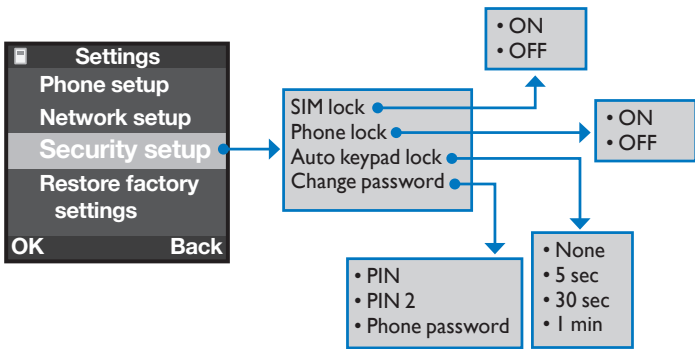 Settings
Phone setup
Network setup
Security setup
Restore factory
settings
OK Back
SIM lock
Phone lock
Auto keypad lock
Change password
• ON
• OFF
• ON
• OFF
• None
• 5 sec
• 30 sec
• 1 min
• PIN
• PIN 2
• Phone password